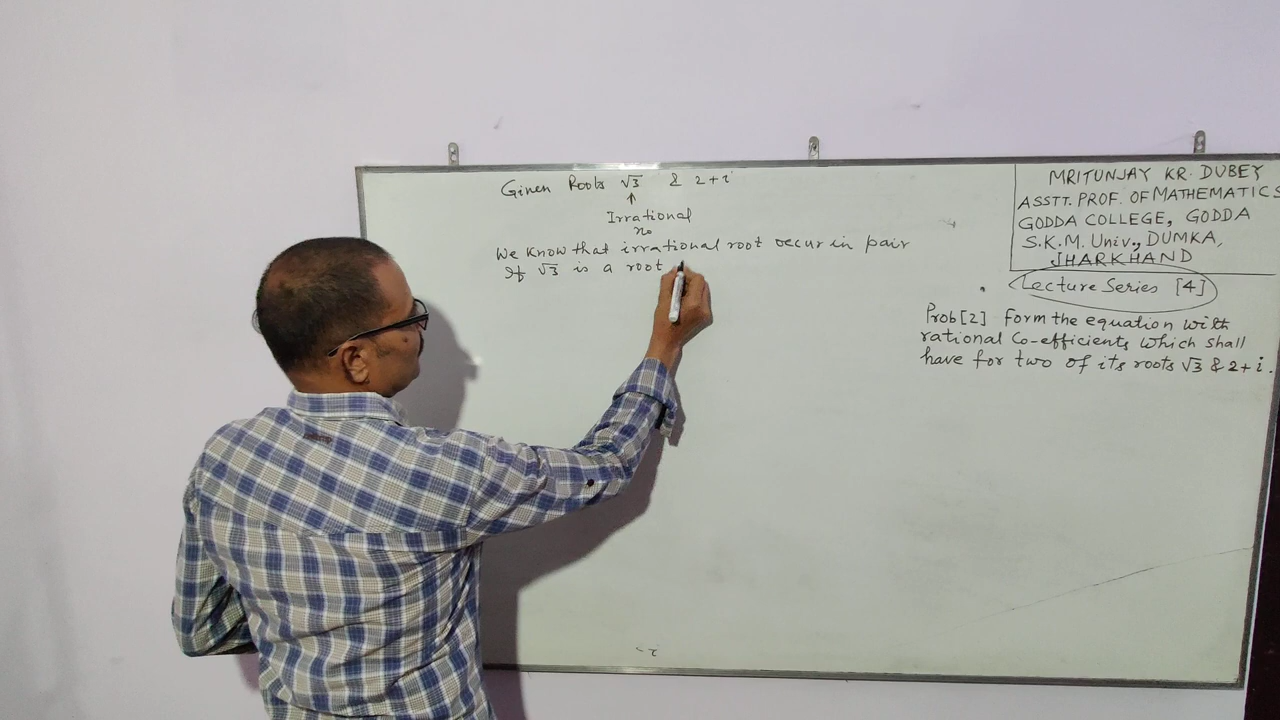 Given Roots √3 & 2+i
↑
Irrational
no
We know that irrational root occur in pair
If √3 is a root
MRITUNJAY KR. DUBEY
ASSTT. PROF. OF MATHEMATICS
GODDA COLLEGE, GODDA
S.K.M. Univ., DUMKA,
JHARKHAND
Lecture Series [4]
Prob[2] Form the equation with
rational Co-efficients which shall
have for two of its roots √3 & 2+i.